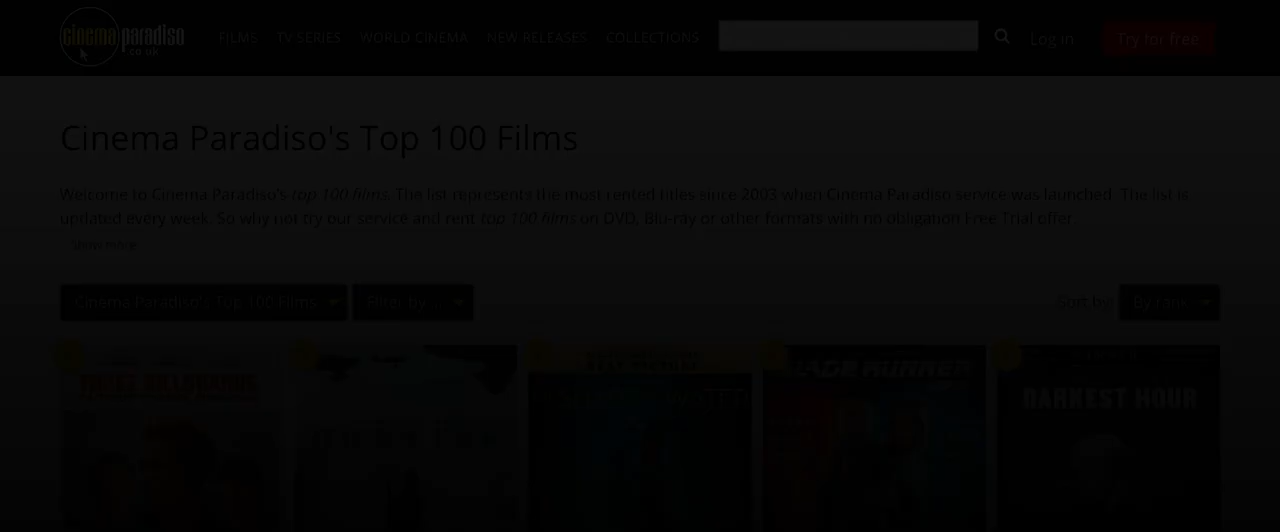 cinema paradiso
.co.uk
FILMS TV SERIES WORLD CINEMA NEW RELEASES COLLECTIONS Log in Try for free
Cinema Paradiso's Top 100 Films
Welcome to Cinema Paradiso's top 100 films. The list represents the most rented titles since 2003 when Cinema Paradiso service was launched. The list is
updated every week. So why not try our service and rent top 100 films on DVD, Blu-ray or other formats with no obligation Free Trial offer.
Show more
Cinema Paradiso's Top 100 Films Filter by Sort by: By rank
THREE BILLBOARDS
BLADE RUNNER
DARKEST HOUR